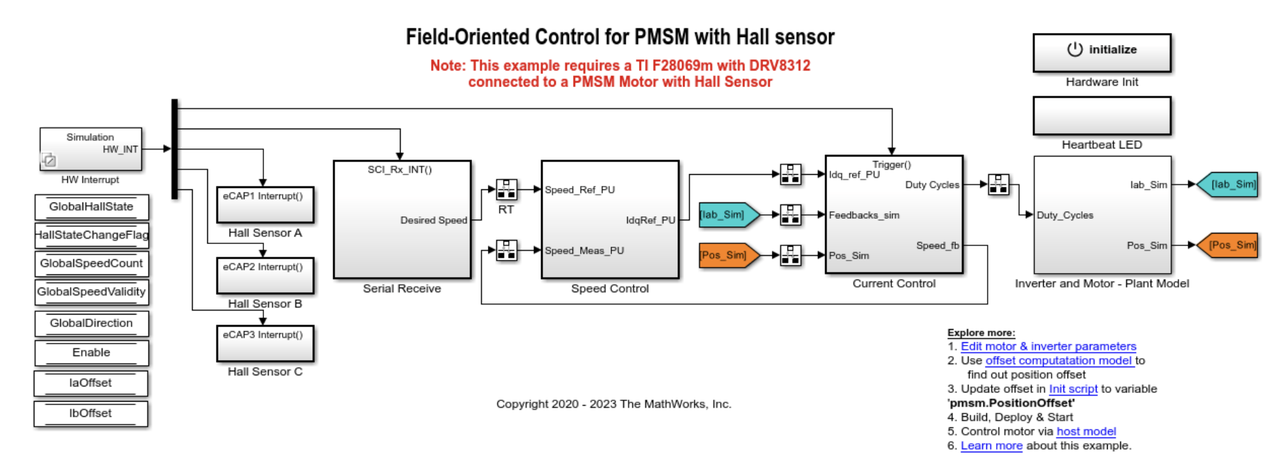 Field-Oriented Control for PMSM with Hall sensor
Note: This example requires a TI F28069m with DRV8312
connected to a PMSM Motor with Hall Sensor
initialize
Hardware Init
Heartbeat LED
Simulation
HW_INT
HW Interrupt
GlobalHallState
HallStateChangeFlag
GlobalSpeedCount
GlobalSpeedValidity
GlobalDirection
Enable
IaOffset
IbOffset
eCAP1 Interrupt()
Hall Sensor A
eCAP2 Interrupt()
Hall Sensor B
eCAP3 Interrupt()
Hall Sensor C
SCI_Rx_INT()
Desired Speed
Serial Receive
RT
Speed_Ref_PU
IdqRef_PU
Speed_Meas_PU
Speed Control
[Iab_Sim]
[Pos_Sim]
Trigger()
Idq_ref_PU
Duty Cycles
Feedbacks_sim
Speed_fb
Pos_Sim
Current Control
Iab_Sim
Duty_Cycles
Pos_Sim
Inverter and Motor - Plant Model
[Iab_Sim]
[Pos_Sim]
Explore more:
1. Edit motor & inverter parameters
2. Use offset computatation model to
find out position offset
3. Update offset in Init script to variable
'pmsm.PositionOffset'
4. Build, Deploy & Start
5. Control motor via host model
6. Learn more about this example.
Copyright 2020 - 2023 The MathWorks, Inc.